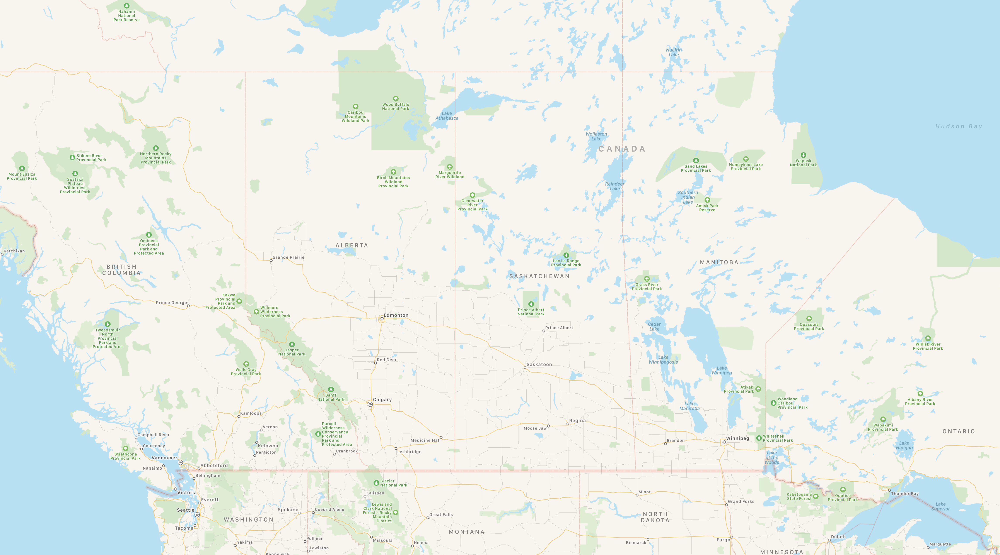 Nahanni
National
Park Reserve
Nueltin
Lake
Wood Buffalo
National Park
Caribou
Mountains
Wildland Park
Lake
Athabasca
Hudson Bay
Wollaston
Lake
CANADA
Northern Rocky
Mountains
Provincial Park
Stikine River
Provincial Park
Mount Edziza
Provincial Park
Spatsizi
Plateau
Wilderness
Provincial Park
Birch Mountains
Wildland
Provincial Park
Marguerite
River Wildland
Sand Lakes
Provincial Park
Numaykoos Lake
Provincial Park
Wapusk
National Park
Reindeer
Lake
Southern
Indian
Lake
Clearwater
River
Provincial Park
Amisk Park
Reserve
Omineca
Provincial
Park and
Protected Area
Ketchikan
ALBERTA
Grande Prairie
BRITISH
COLUMBIA
Lac La Ronge
Provincial Park
SASKATCHEWAN
MANITOBA
Grass River
Provincial Park
Kakwa
Provincial
Park and
Protected Area
Prince George
Willmore
Wilderness
Provincial Park
Prince Albert
National Park
Edmonton
Cedar
Lake
Opasquia
Provincial Park
Prince Albert
Tweedsmuir
North
Provincial
Park and
Protected Area
Jasper
National Park
Winisk River
Provincial Park
Red Deer
Saskatoon
Lake
Winnipegosis
Wells Gray
Provincial Park
Lake
Winnipeg
Banff
National Park
Atikaki
Provincial Park
Calgary
3D
Woodland
Caribou
Provincial Park
Albany River
Provincial Park
Lake
Manitoba
Kamloops
Regina
Moose Jaw
Wabakimi
Provincial Park
Vernon
Purcell
Wilderness
Conservancy
Provincial
Park and
Protected Area
ONTARIO
Campbell River
Courtenay
Medicine Hat
Brandon
Winnipeg
Whiteshell
Provincial Park
Lake
Nipigon
Kelowna
Penticton
Cranbrook
Lethbridge
Strathcona
Provincial Park
Vancouver
3D
Lake
of the
Woods
Nanaimo
Abbotsford
Bellingham
Glacier
National Park
Victoria
Kalispell
Minot
Kabetogama
State Forest
Quetico
Provincial Park
Thunder Bay
Everett
Lewis and
Clark National
Forest - Rocky
Mountain
District
Grand Forks
Lake
Superior
Seattle
3D
Spokane
Coeur d'Alene
Great Falls
NORTH
DAKOTA
WASHINGTON
Tacoma
MONTANA
Pullman
Missoula
Yakima
Helena
Bismarck
Fargo
Duluth
Marquette
Lewiston
MINNESOTA
Kennewick